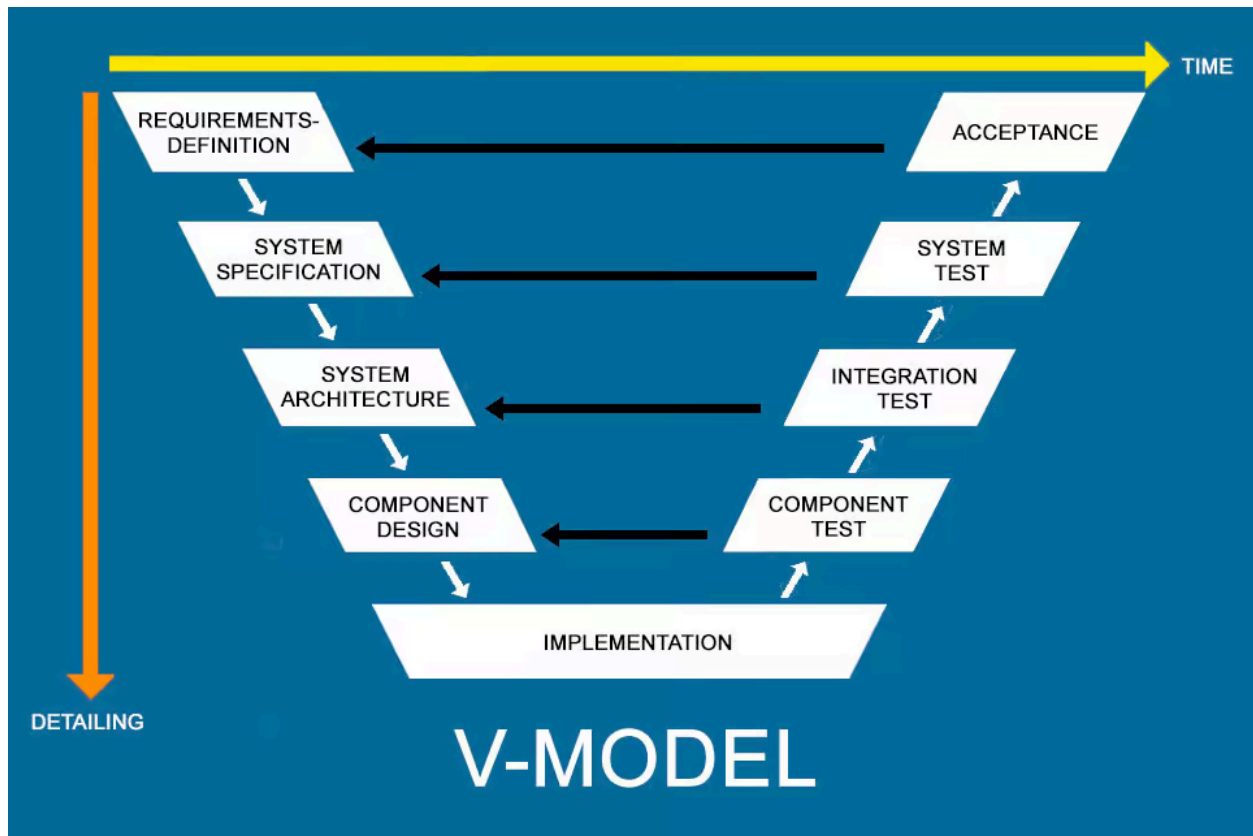 TIME
REQUIREMENTS-
DEFINITION
ACCEPTANCE
SYSTEM
SPECIFICATION
SYSTEM
TEST
SYSTEM
ARCHITECTURE
INTEGRATION
TEST
COMPONENT
DESIGN
COMPONENT
TEST
IMPLEMENTATION
DETAILING
V-MODEL